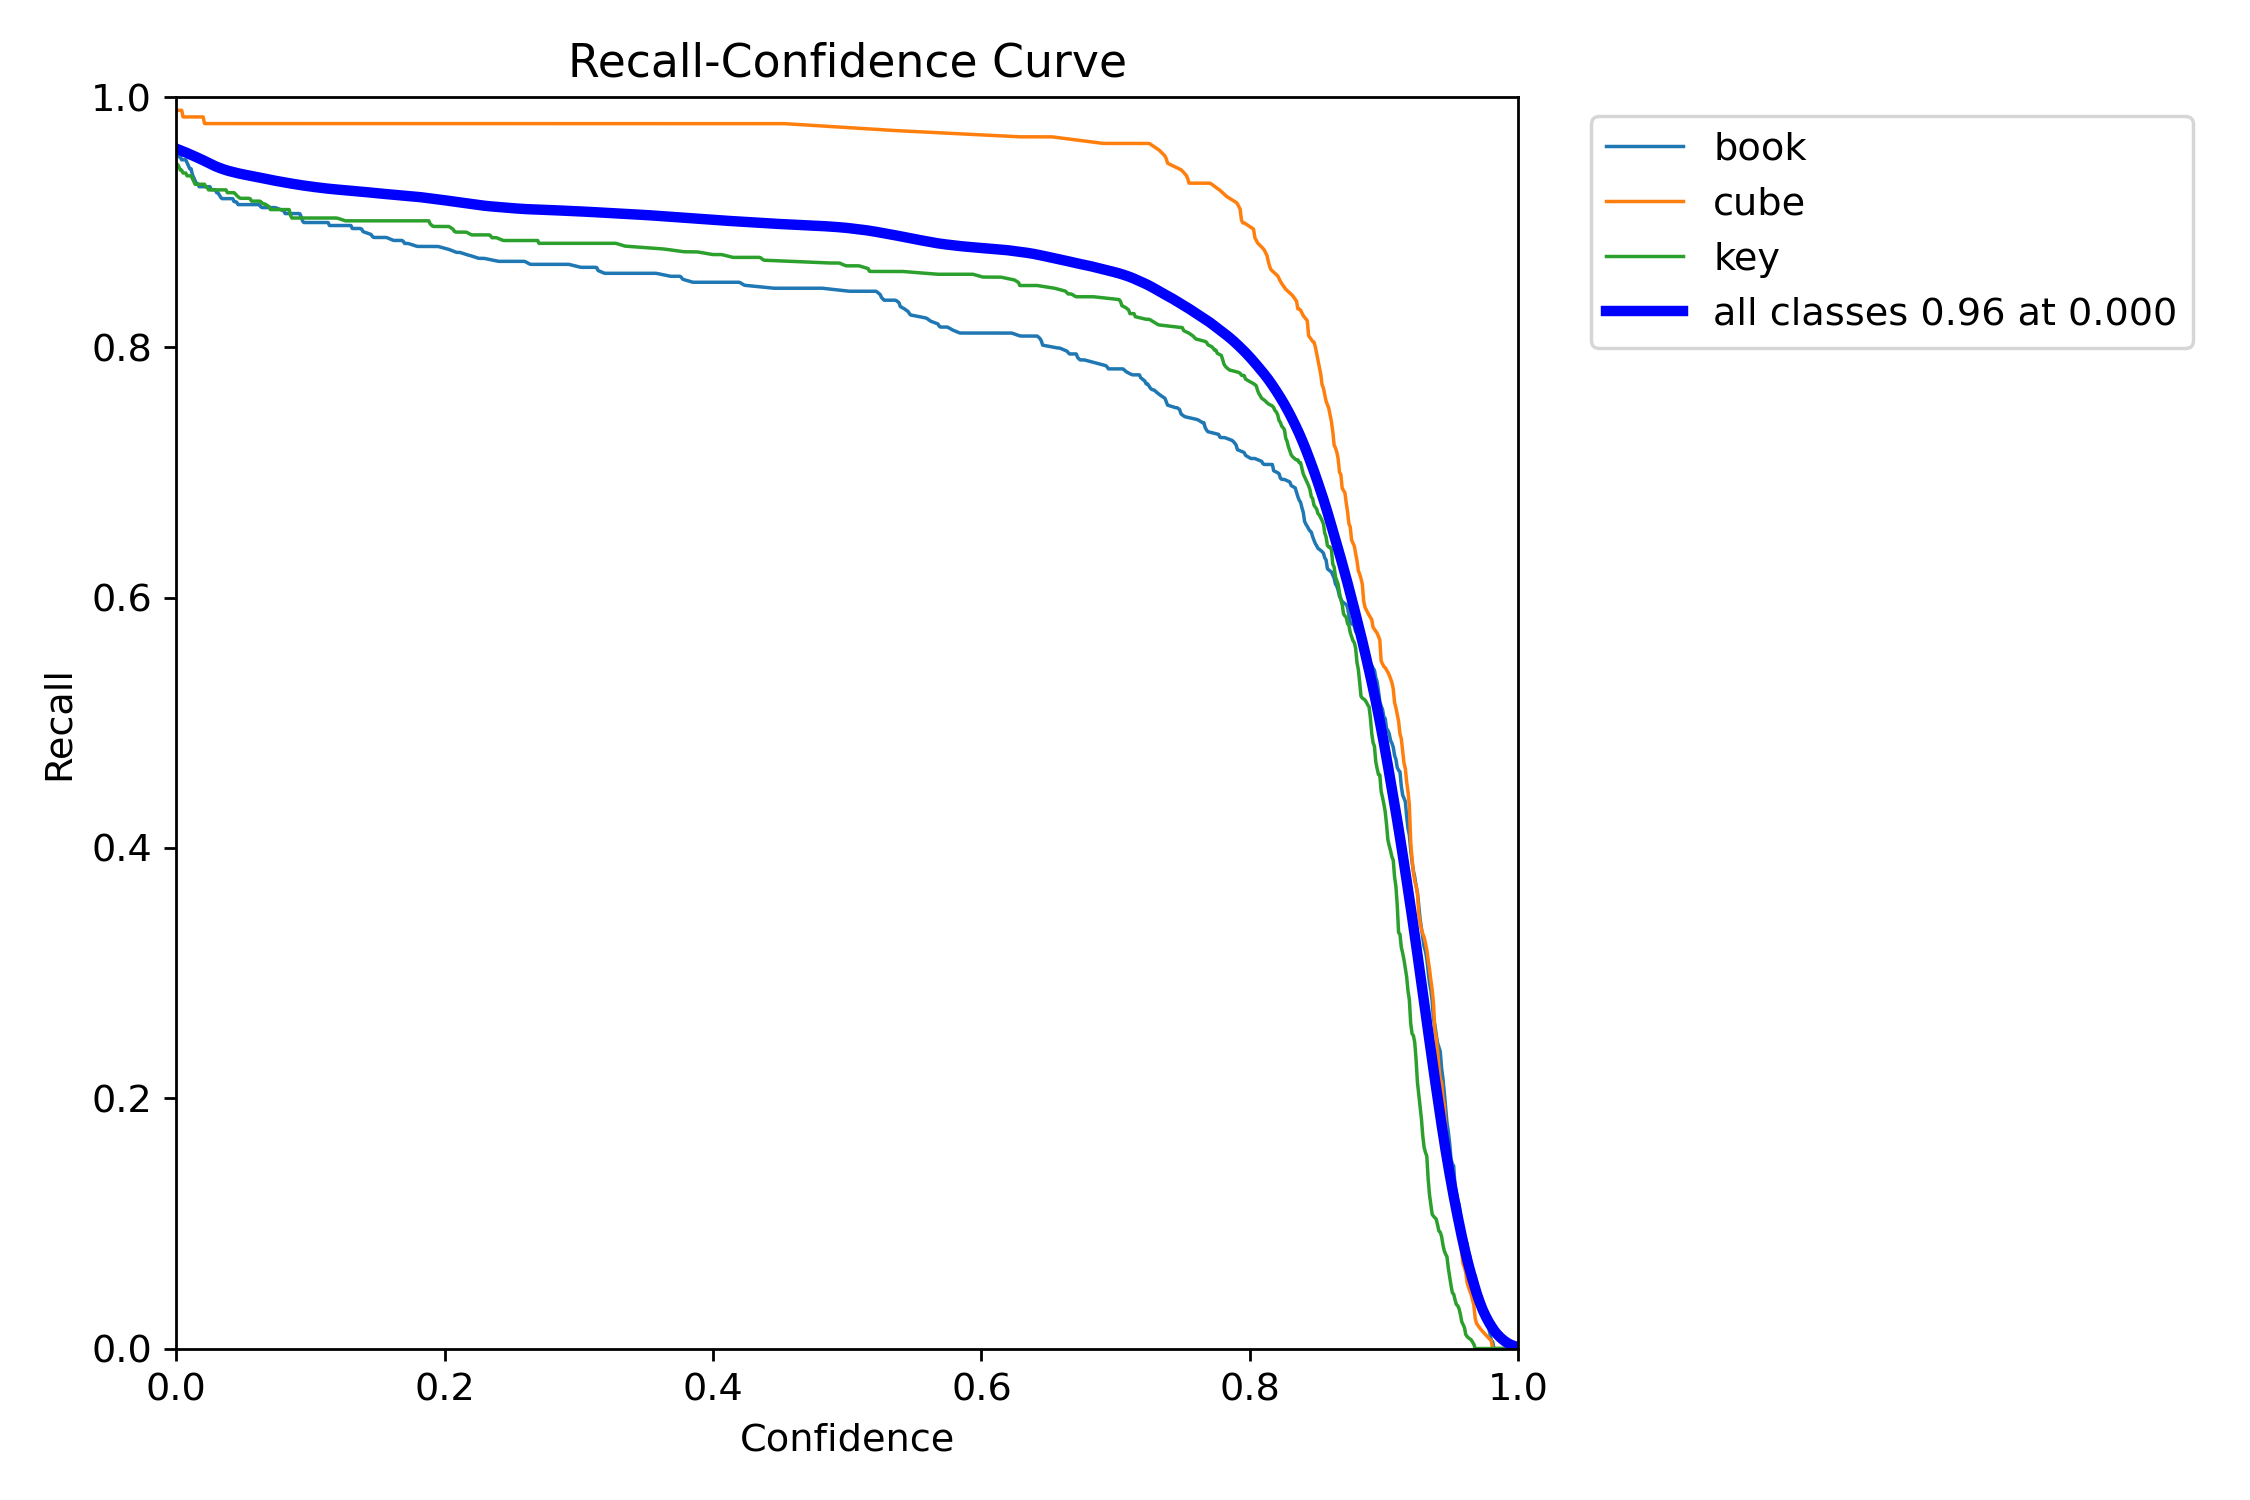 Recall-Confidence Curve
1.0
0.8
0.6
0.4
0.2
0.0
Recall
0.0 0.2 0.4 0.6 0.8 1.0
Confidence
book
cube
key
all classes 0.96 at 0.000